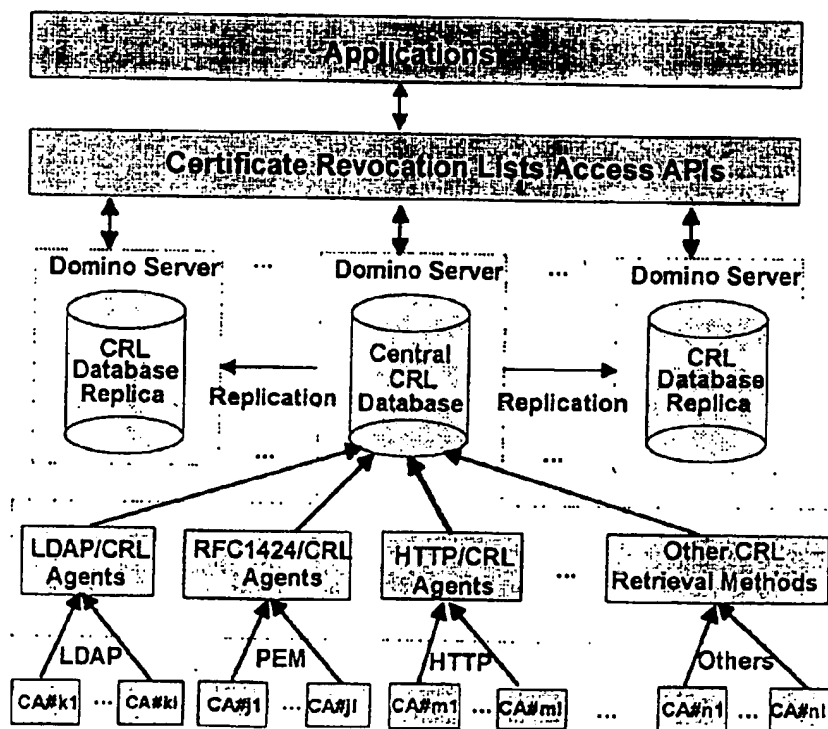 Applications
Certificate Revocation Lists Access APIs
Domino Server
...
Domino Server
...
Domino Server
CRL
Database
Replica
Replication
Central
CRL
Database
Replication
CRL
Database
Replica
...
...
LDAP/CRL
Agents
RFC1424/CRL
Agents
HTTP/CRL
Agents
...
Other CRL
Retrieval Methods
LDAP
PEM
HTTP
Others
CA#k1
...
CA#kl
CA#j1
...
CA#jl
CA#m1
...
CA#ml
...
CA#n1
...
CA#nl